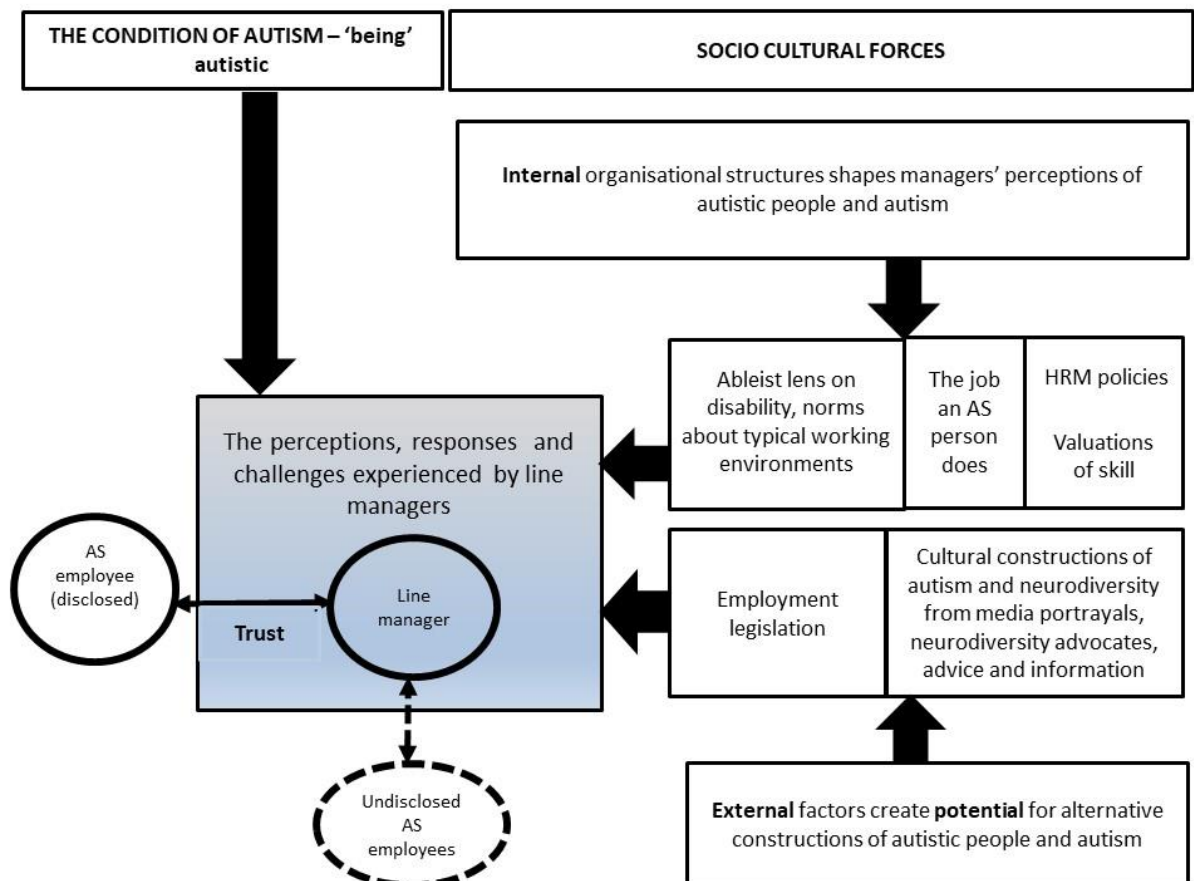 THE CONDITION OF AUTISM – ‘being’
autistic
SOCIO CULTURAL FORCES
Internal organisational structures shapes managers’ perceptions of
autistic people and autism
Ableist lens on
disability, norms
about typical working
environments
The job
an AS
person
does
HRM policies
Valuations
of skill
The perceptions, responses and
challenges experienced by line
managers
AS
employee
(disclosed)
Trust
Line
manager
Employment
legislation
Cultural constructions of
autism and neurodiversity
from media portrayals,
neurodiversity advocates,
advice and information
Undisclosed
AS
employees
External factors create potential for alternative
constructions of autistic people and autism